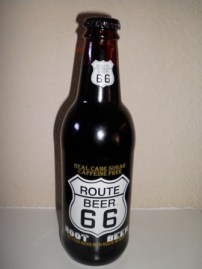 66
REAL CANE SUGAR
CAFFEINE FREE
ROUTE
BEER
66
ROOT BEER